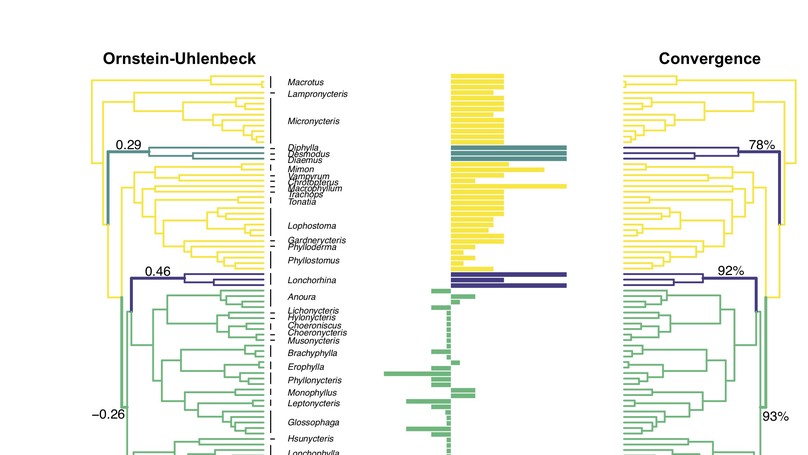 Ornstein-Uhlenbeck
Convergence
Macrotus
Lampronycteris
Micronycteris
0.29
Diphylla
78%
Desmodus
Diaemus
Mimon
Vampyrum
Chrotopterus
Macrophyllum
Trachops
Tonatia
Lophostoma
Gardnerycteris
Phylloderma
Phyllostomus
0.46
92%
Lonchorhina
Anoura
Lichonycteris
Hylonycteris
Choeroniscus
Choeronycteris
Musonycteris
Brachyphylla
Erophylla
Phyllonycteris
Monophyllus
Leptonycteris
−0.26
93%
Glossophaga
Hsunycteris
Lonchophylla